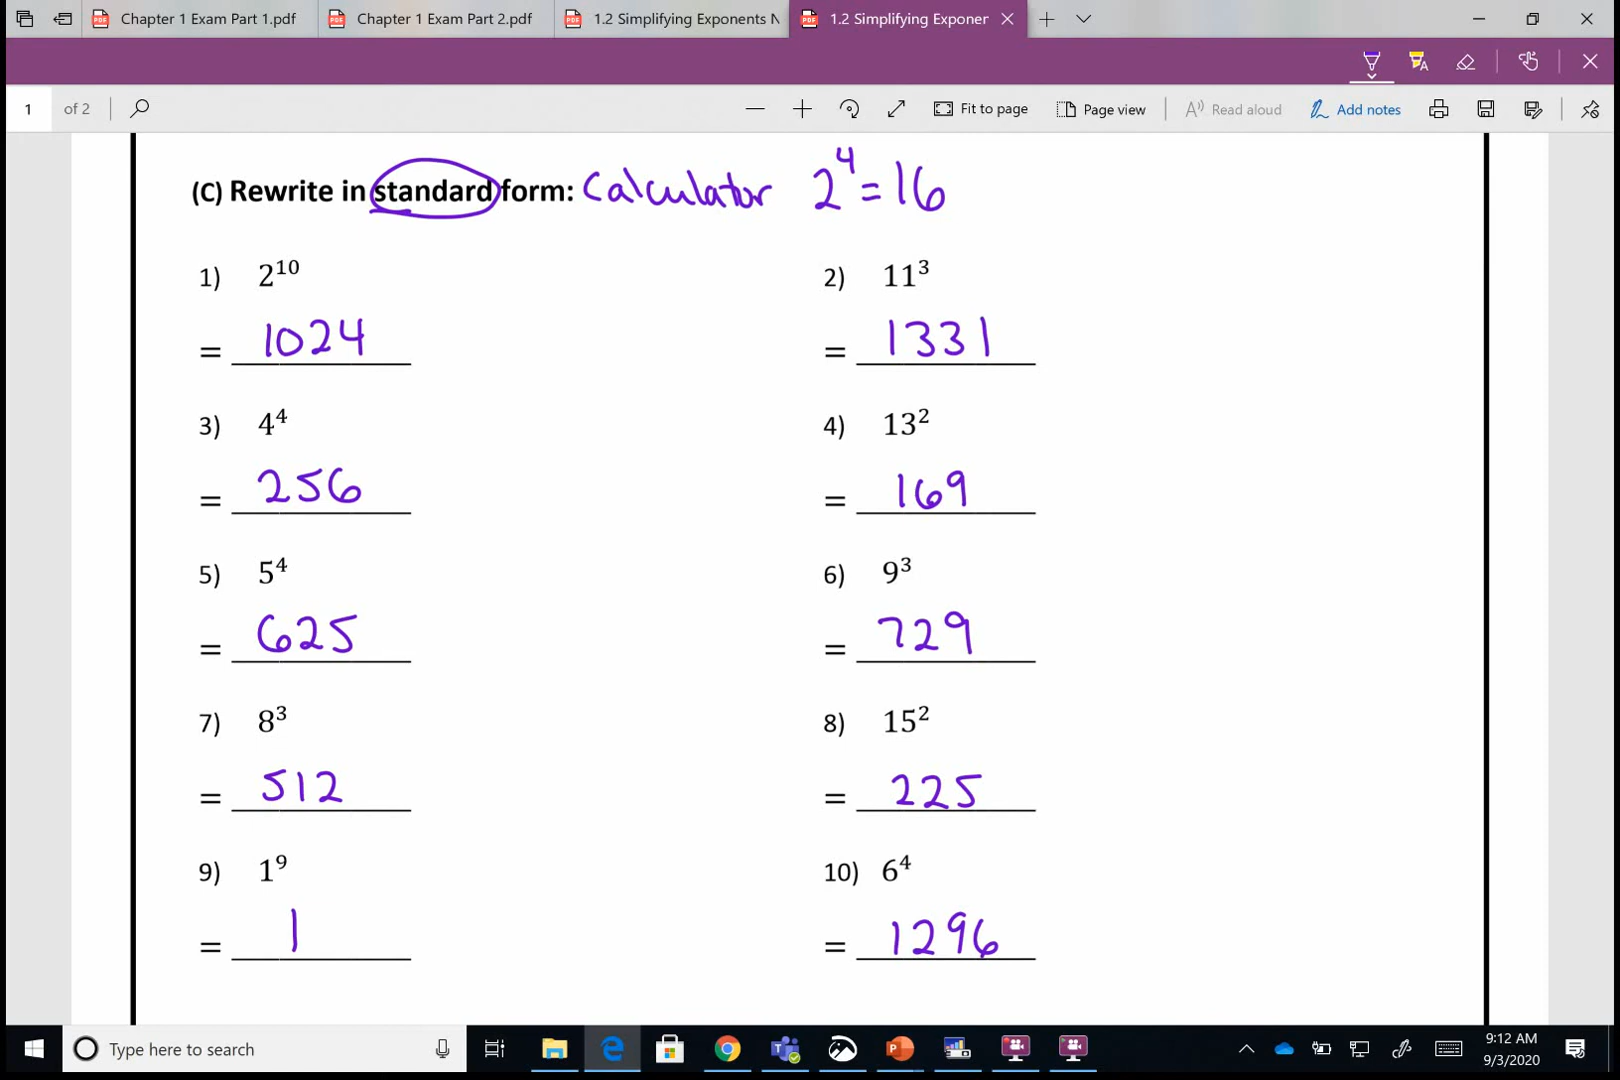 Chapter 1 Exam Part 1.pdf
Chapter 1 Exam Part 2.pdf
1.2 Simplifying Exponents N
1.2 Simplifying Exponer
1 of 2
Fit to page
Page view
Read aloud
Add notes
(C) Rewrite in standard form: Calculator 2⁴ = 16
1) 2¹⁰
2) 11³
= 1024
= 1331
3) 4⁴
4) 13²
= 256
= 169
5) 5⁴
6) 9³
= 625
= 729
7) 8³
8) 15²
= 512
= 225
9) 1⁹
10) 6⁴
= 1
= 1296
Type here to search
9:12 AM
9/3/2020